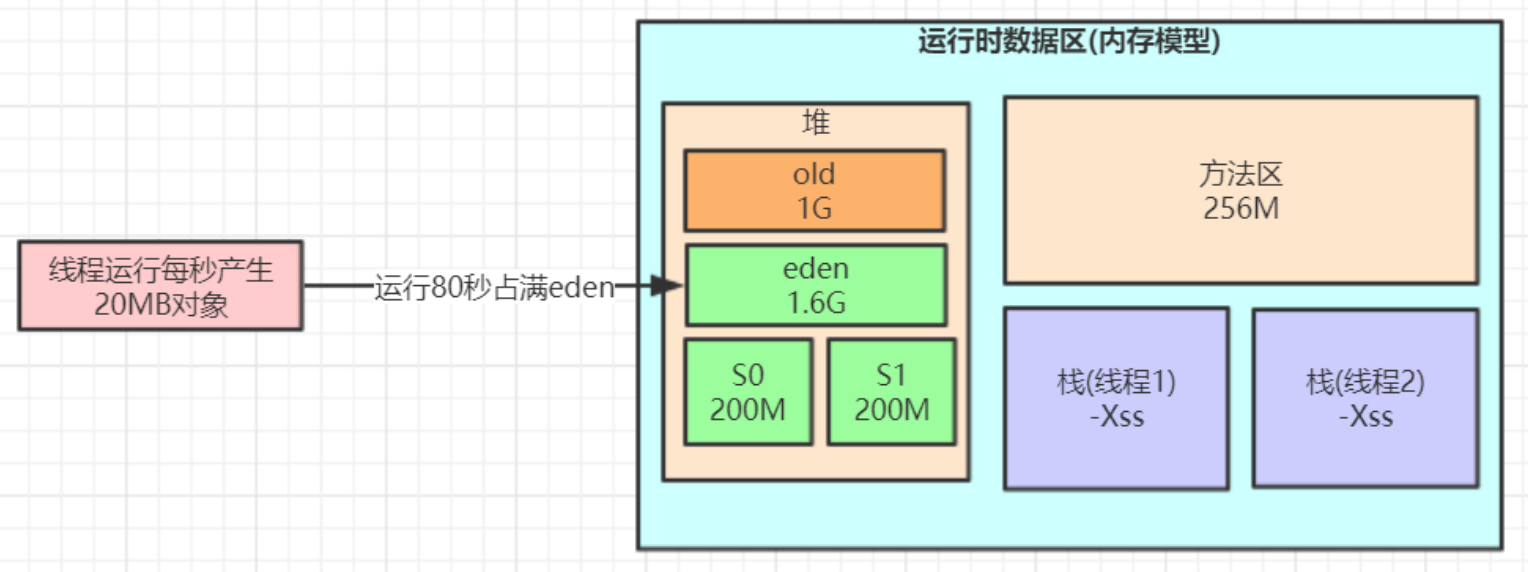 运行时数据区(内存模型)
堆
old
1G
方法区
256M
线程运行每秒产生
20MB对象
运行80秒占满eden
eden
1.6G
S0
200M
S1
200M
栈(线程1)
-Xss
栈(线程2)
-Xss